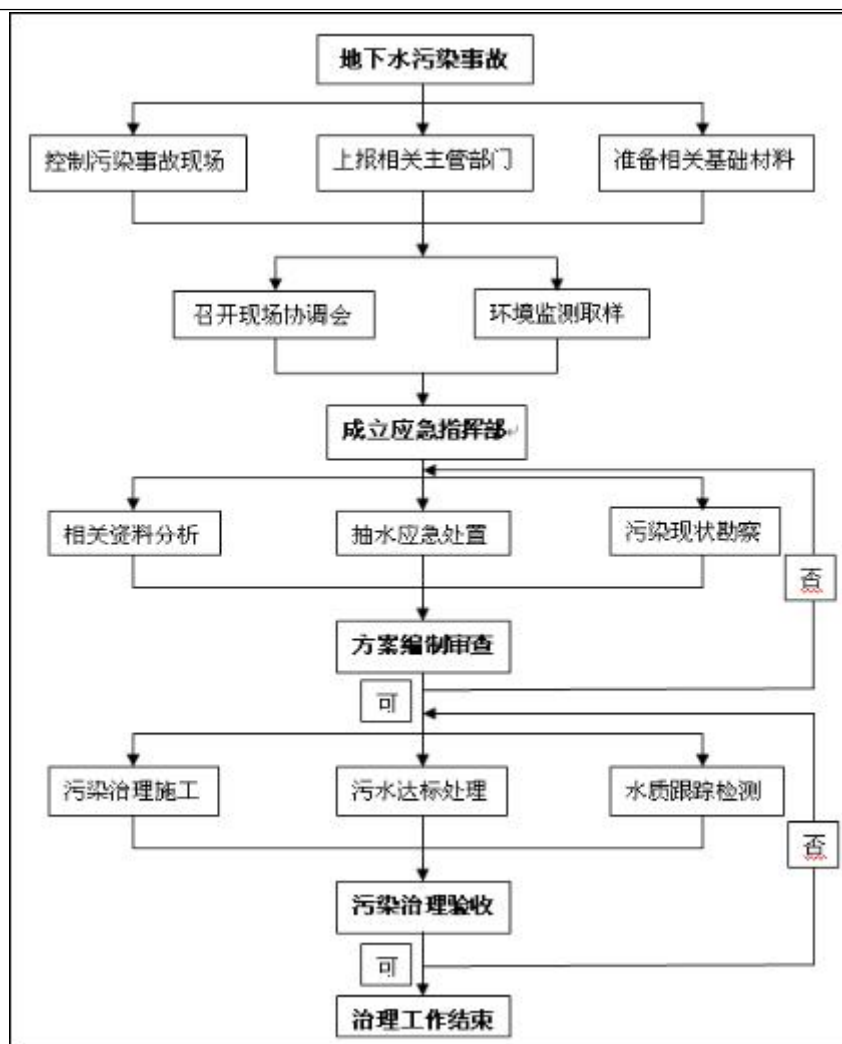 地下水污染事故
控制污染事故现场
上报相关主管部门
准备相关基础材料
召开现场协调会
环境监测取样
成立应急指挥部
相关资料分析
抽水应急处置
污染现状勘察
否
方案编制审查
可
污染治理施工
污水达标处理
水质跟踪检测
否
污染治理验收
可
治理工作结束